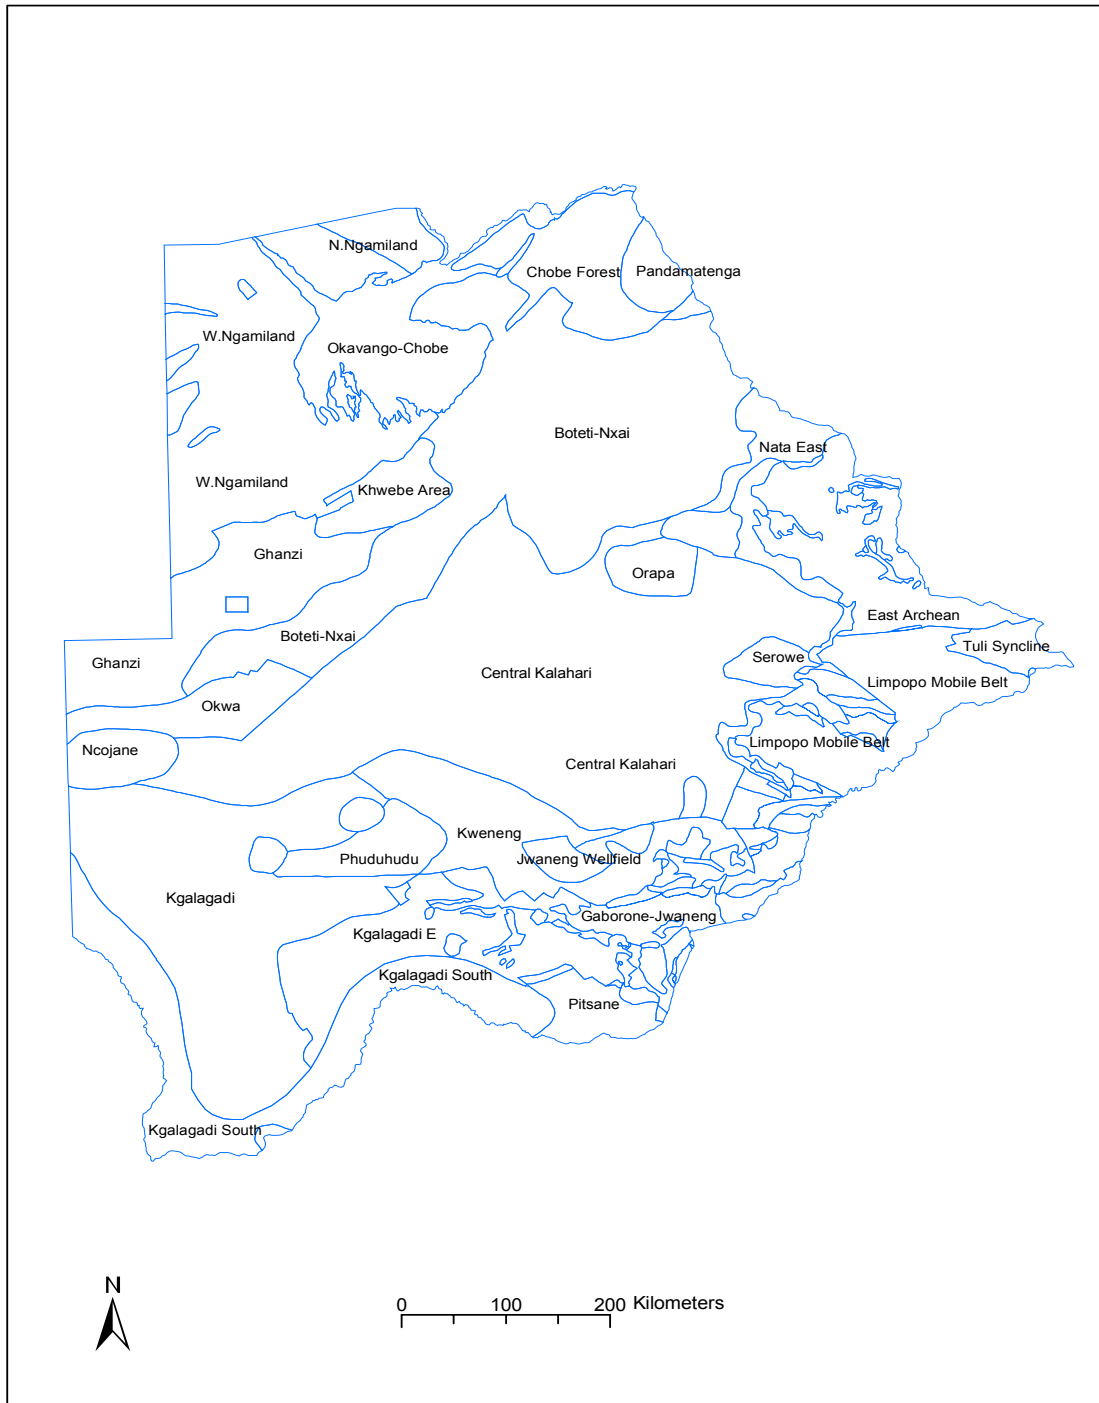 N.Ngamiland
Chobe Forest
Pandamatenga
W.Ngamiland
Okavango-Chobe
Boteti-Nxai
Nata East
W.Ngamiland
Khwebe Area
Ghanzi
Orapa
East Archean
Boteti-Nxai
Tuli Syncline
Ghanzi
Serowe
Central Kalahari
Limpopo Mobile Belt
Okwa
Ncojane
Limpopo Mobile Belt
Central Kalahari
Kweneng
Phuduhudu
Jwaneng Wellfield
Kgalagadi
Gaborone-Jwaneng
Kgalagadi E
Kgalagadi South
Pitsane
Kgalagadi South
N
0 100 200 Kilometers